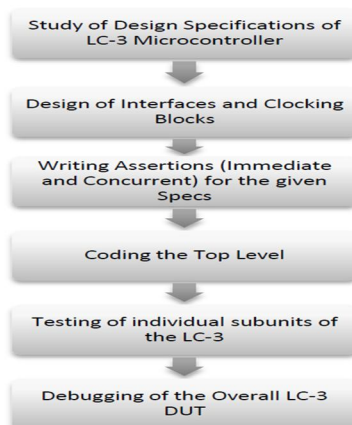 Study of Design Specifications of
LC-3 Microcontroller
Design of Interfaces and Clocking
Blocks
Writing Assertions (Immediate
and Concurrent) for the given
Specs
Coding the Top Level
Testing of individual subunits of
the LC-3
Debugging of the Overall LC-3
DUT